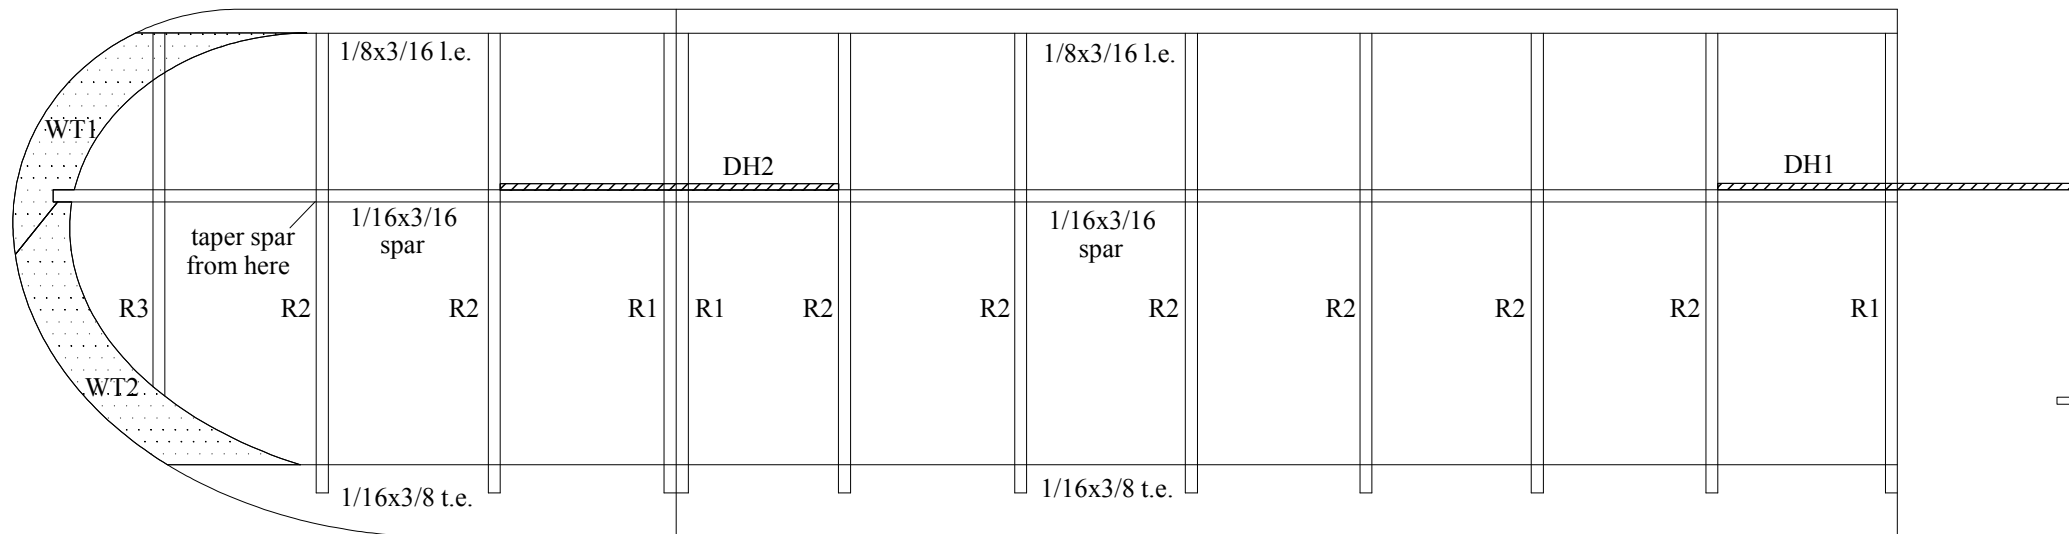 1/8x3/16 l.e.
1/8x3/16 l.e.
WT1
DH2
DH1
taper spar
from here
1/16x3/16
spar
1/16x3/16
spar
R3
R2
R2
R1
R1
R2
R2
R2
R2
R2
R2
R1
WT2
1/16x3/8 t.e.
1/16x3/8 t.e.